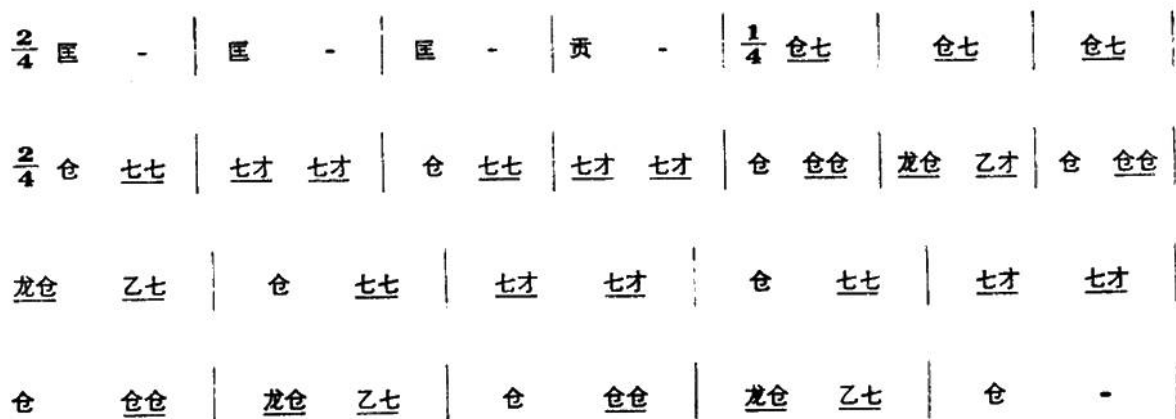 2/4 匡 - | 匡 - | 匡 - | 贡 - | 1/4 仓七 | 仓七 | 仓七 |
2/4 仓 七七 | 七才 七才 | 仓 七七 | 七才 七才 | 仓 仓仓 | 龙仓 乙才 | 仓 仓仓 |
龙仓 乙七 | 仓 七七 | 七才 七才 | 仓 七七 | 七才 七才 |
仓 仓仓 | 龙仓 乙七 | 仓 仓仓 | 龙仓 乙七 | 仓 - |